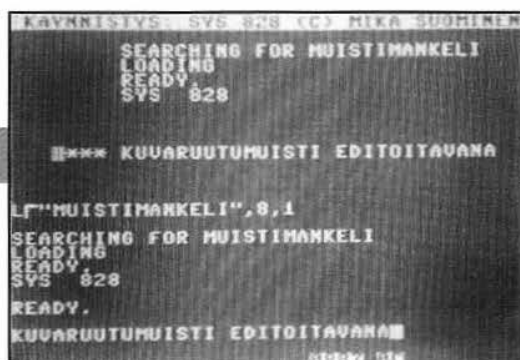 KÄYNNISTYS: SYS 828 (C) MIKA SUOMINEN
SEARCHING FOR MUISTIMANKELI
LOADING
READY.
SYS 828
*** KUVARUUTUMUISTI EDITOITAVANA
L┌"MUISTIMANKELI",8,1
SEARCHING FOR MUISTIMANKELI
LOADING
READY.
SYS 828
READY.
KUVARUUTUMUISTI EDITOITAVANA